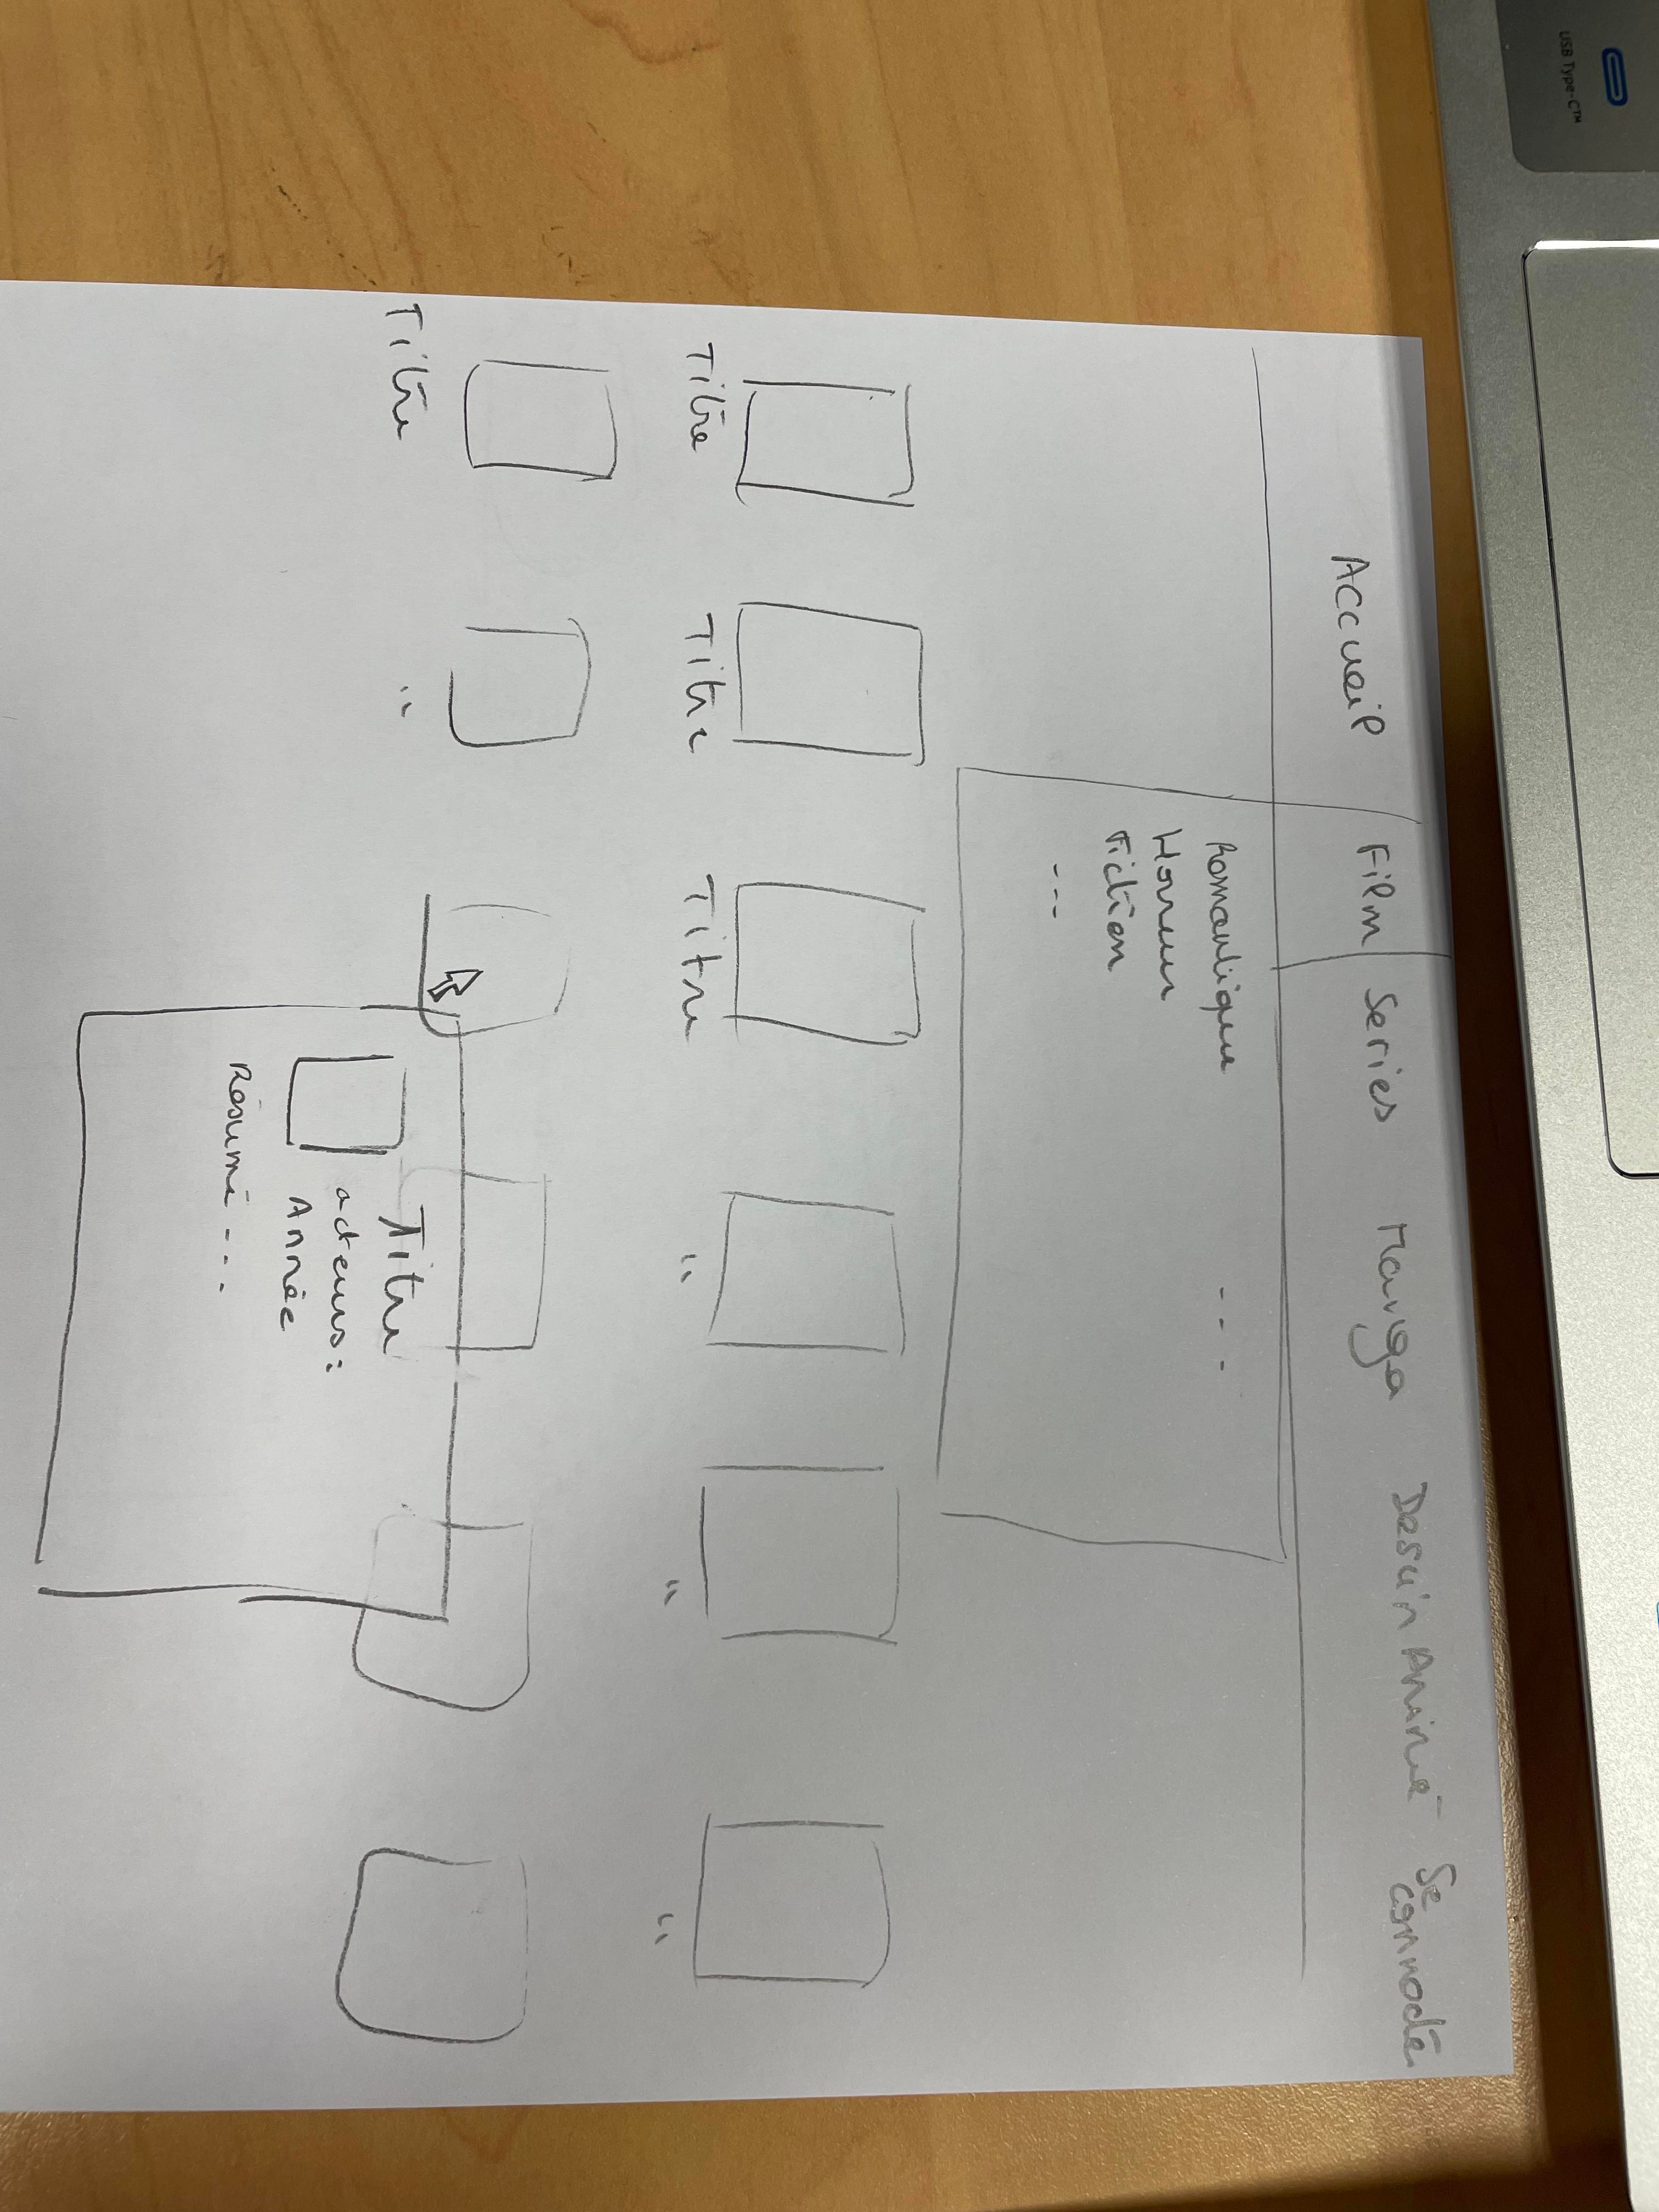 USB Type-C™
Accueil Film Series Manga Dessin Animé Se connecté
Romantique ...
Horreur
Fiction
...
Titre Titre Titre " " "
Titre "
Titre
acteurs :
Année
Résumé ...